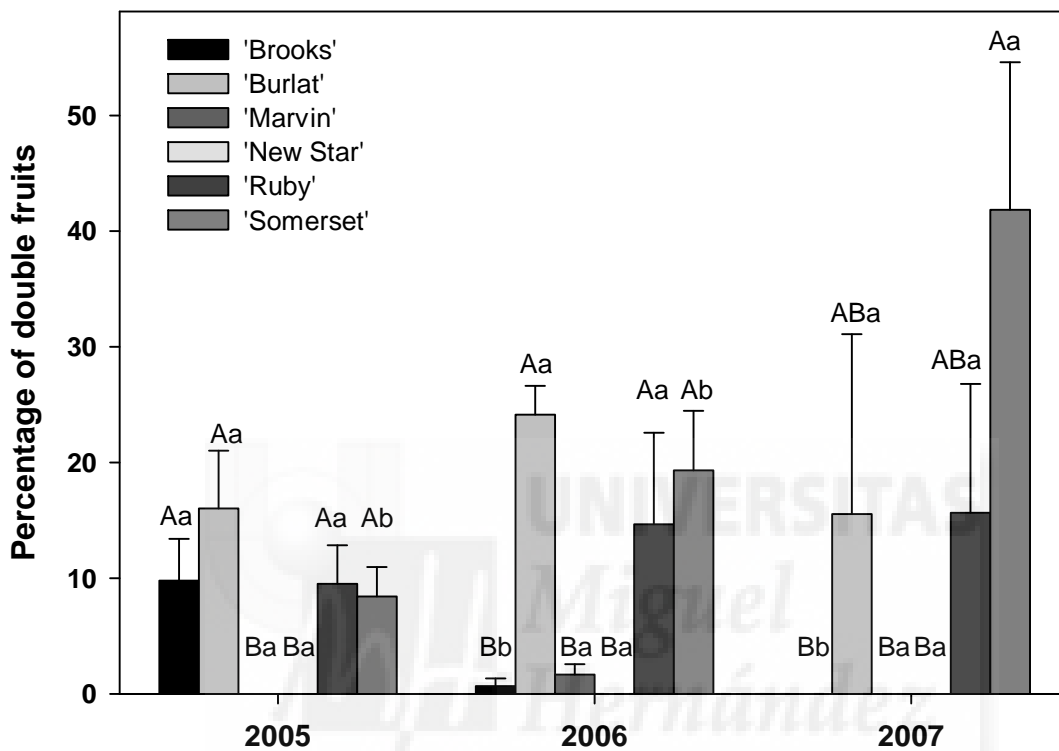 Percentage of double fruits
50
40
30
20
10
0
'Brooks'
'Burlat'
'Marvin'
'New Star'
'Ruby'
'Somerset'
Aa
Aa
Ba Ba
Aa
Ab
Bb
Aa
Ba Ba
Aa
Ab
Bb
ABa
Ba Ba
ABa
Aa
UNIVERSITAS
Miguel
Hernández
2005 2006 2007